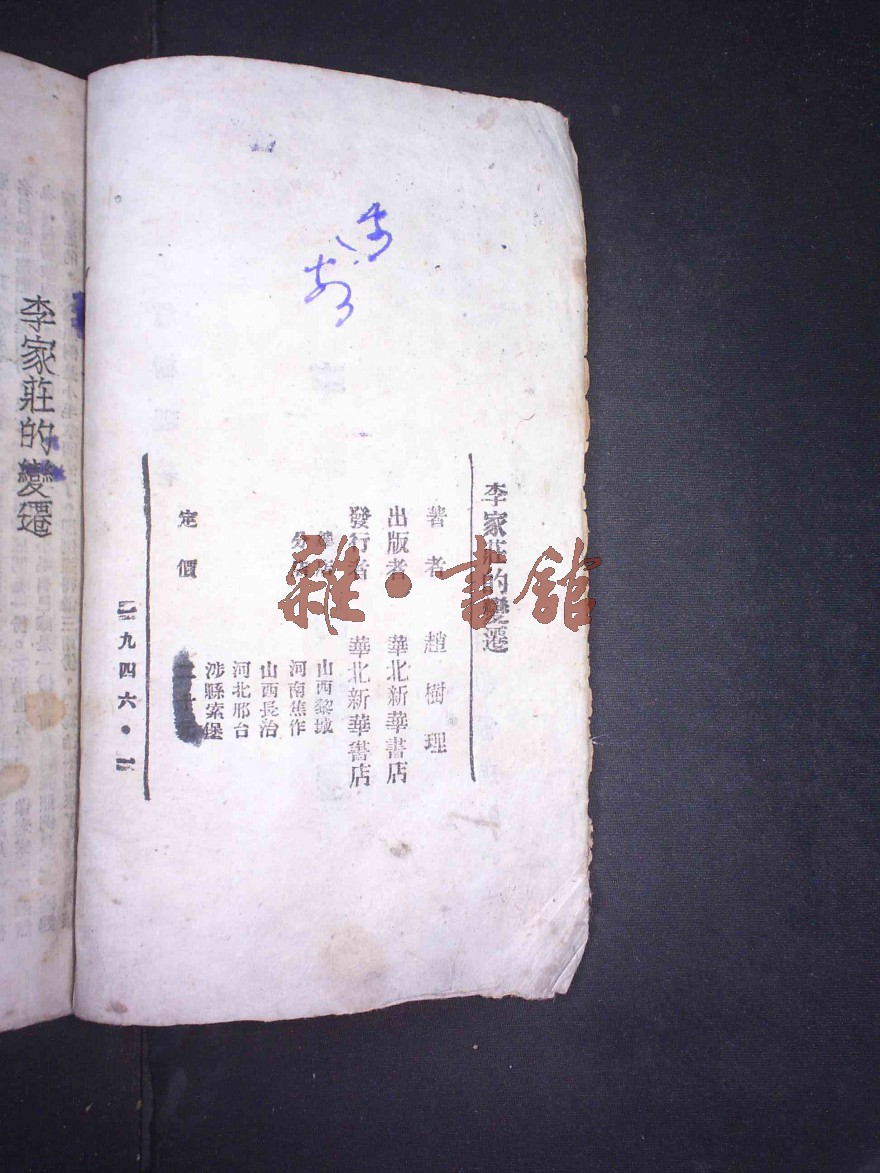 李家莊的變遷
著者 趙樹理
出版者 華北新華書店
發行者 華北新華書店
山西黎城
河南焦作
山西長治
河北邢台
涉縣索堡
定價
一九四六・一
李家莊的變遷
雜・書館